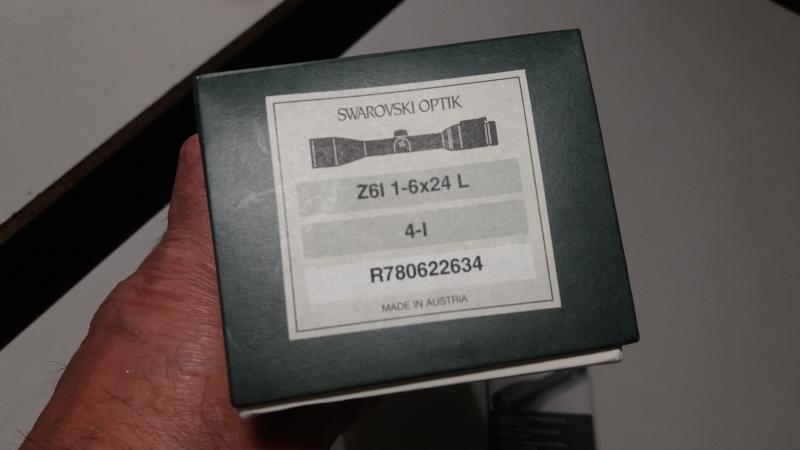 SWAROVSKI OPTIK
Z6I 1-6x24 L
4-I
R780622634
MADE IN AUSTRIA